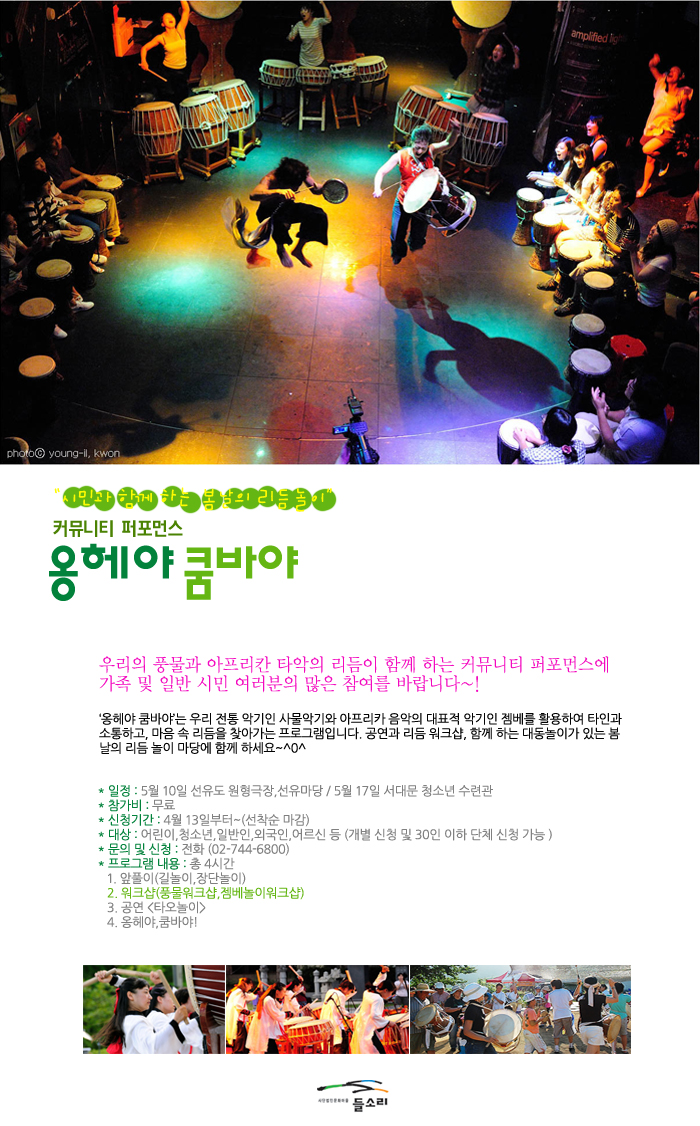 amplified
photoⓒ young-il, kwon
"시민과 함께 하는 봄날의 리듬놀이"
커뮤니티 퍼포먼스
옹헤야 쿰바야
우리의 풍물과 아프리칸 타악의 리듬이 함께 하는 커뮤니티 퍼포먼스에
가족 및 일반 시민 여러분의 많은 참여를 바랍니다~!
'옹헤야 쿰바야'는 우리 전통 악기인 사물악기와 아프리카 음악의 대표적 악기인 젬베를 활용하여 타인과
소통하고, 마음 속 리듬을 찾아가는 프로그램입니다. 공연과 리듬 워크샵, 함께 하는 대동놀이가 있는 봄
날의 리듬 놀이 마당에 함께 하세요~^0^
* 일정 : 5월 10일 선유도 원형극장,선유마당 / 5월 17일 서대문 청소년 수련관
* 참가비 : 무료
* 신청기간 : 4월 13일부터~(선착순 마감)
* 대상 : 어린이,청소년,일반인,외국인,어르신 등 (개별 신청 및 30인 이하 단체 신청 가능 )
* 문의 및 신청 : 전화 (02-744-6800)
* 프로그램 내용 : 총 4시간
1. 앞풀이(길놀이,장단놀이)
2. 워크샵(풍물워크샵,젬베놀이워크샵)
3. 공연 <타오놀이>
4. 옹헤야,쿰바야!
들소리